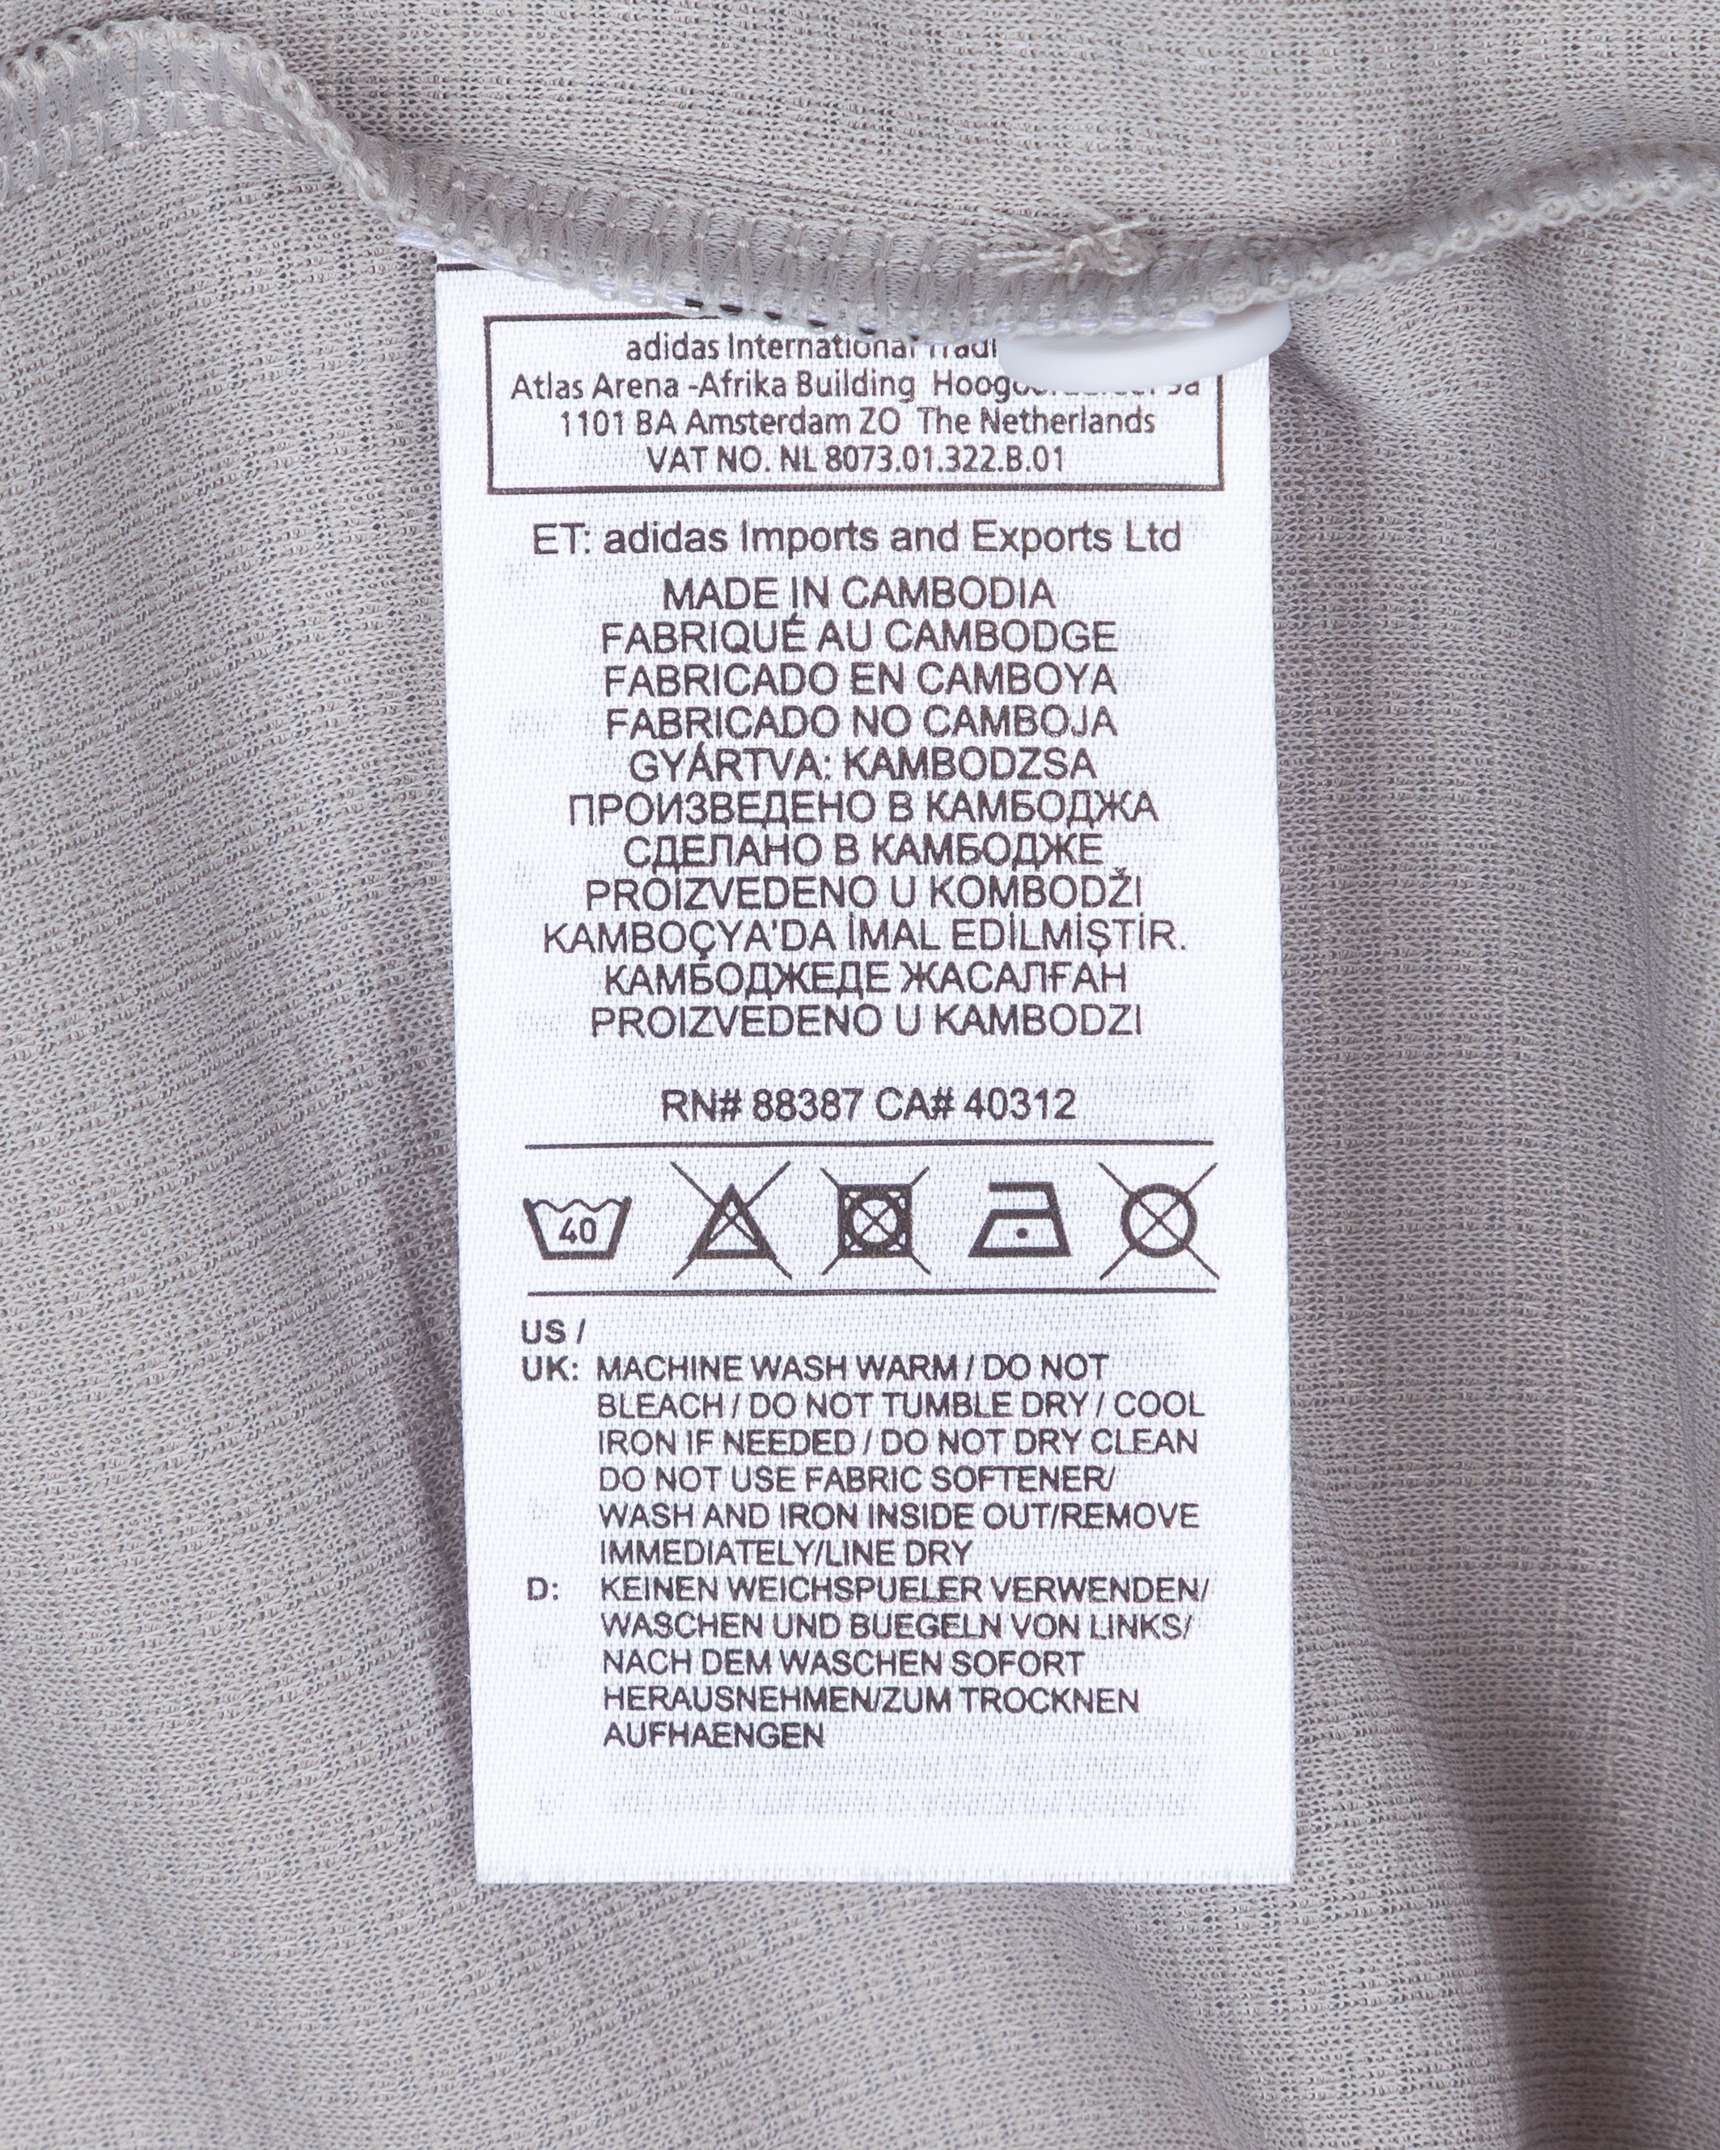 adidas International
Atlas Arena -Afrika Building
1101 BA Amsterdam ZO The Netherlands
VAT NO. NL 8073.01.322.B.01
ET: adidas Imports and Exports Ltd
MADE IN CAMBODIA
FABRIQUÉ AU CAMBODGE
FABRICADO EN CAMBOYA
FABRICADO NO CAMBOJA
GYÁRTVA: KAMBODZSA
ПРОИЗВЕДЕНО В КАМБОДЖА
СДЕЛАНО В КАМБОДЖЕ
PROIZVEDENO U KOMBODŽI
KAMBOÇYA'DA İMAL EDİLMİŞTİR.
КАМБОДЖЕДЕ ЖАСАЛҒАН
PROIZVEDENO U KAMBODZI
RN# 88387 CA# 40312
40
US /
UK: MACHINE WASH WARM / DO NOT
BLEACH / DO NOT TUMBLE DRY / COOL
IRON IF NEEDED / DO NOT DRY CLEAN
DO NOT USE FABRIC SOFTENER/
WASH AND IRON INSIDE OUT/REMOVE
IMMEDIATELY/LINE DRY
D: KEINEN WEICHSPUELER VERWENDEN/
WASCHEN UND BUEGELN VON LINKS/
NACH DEM WASCHEN SOFORT
HERAUSNEHMEN/ZUM TROCKNEN
AUFHAENGEN